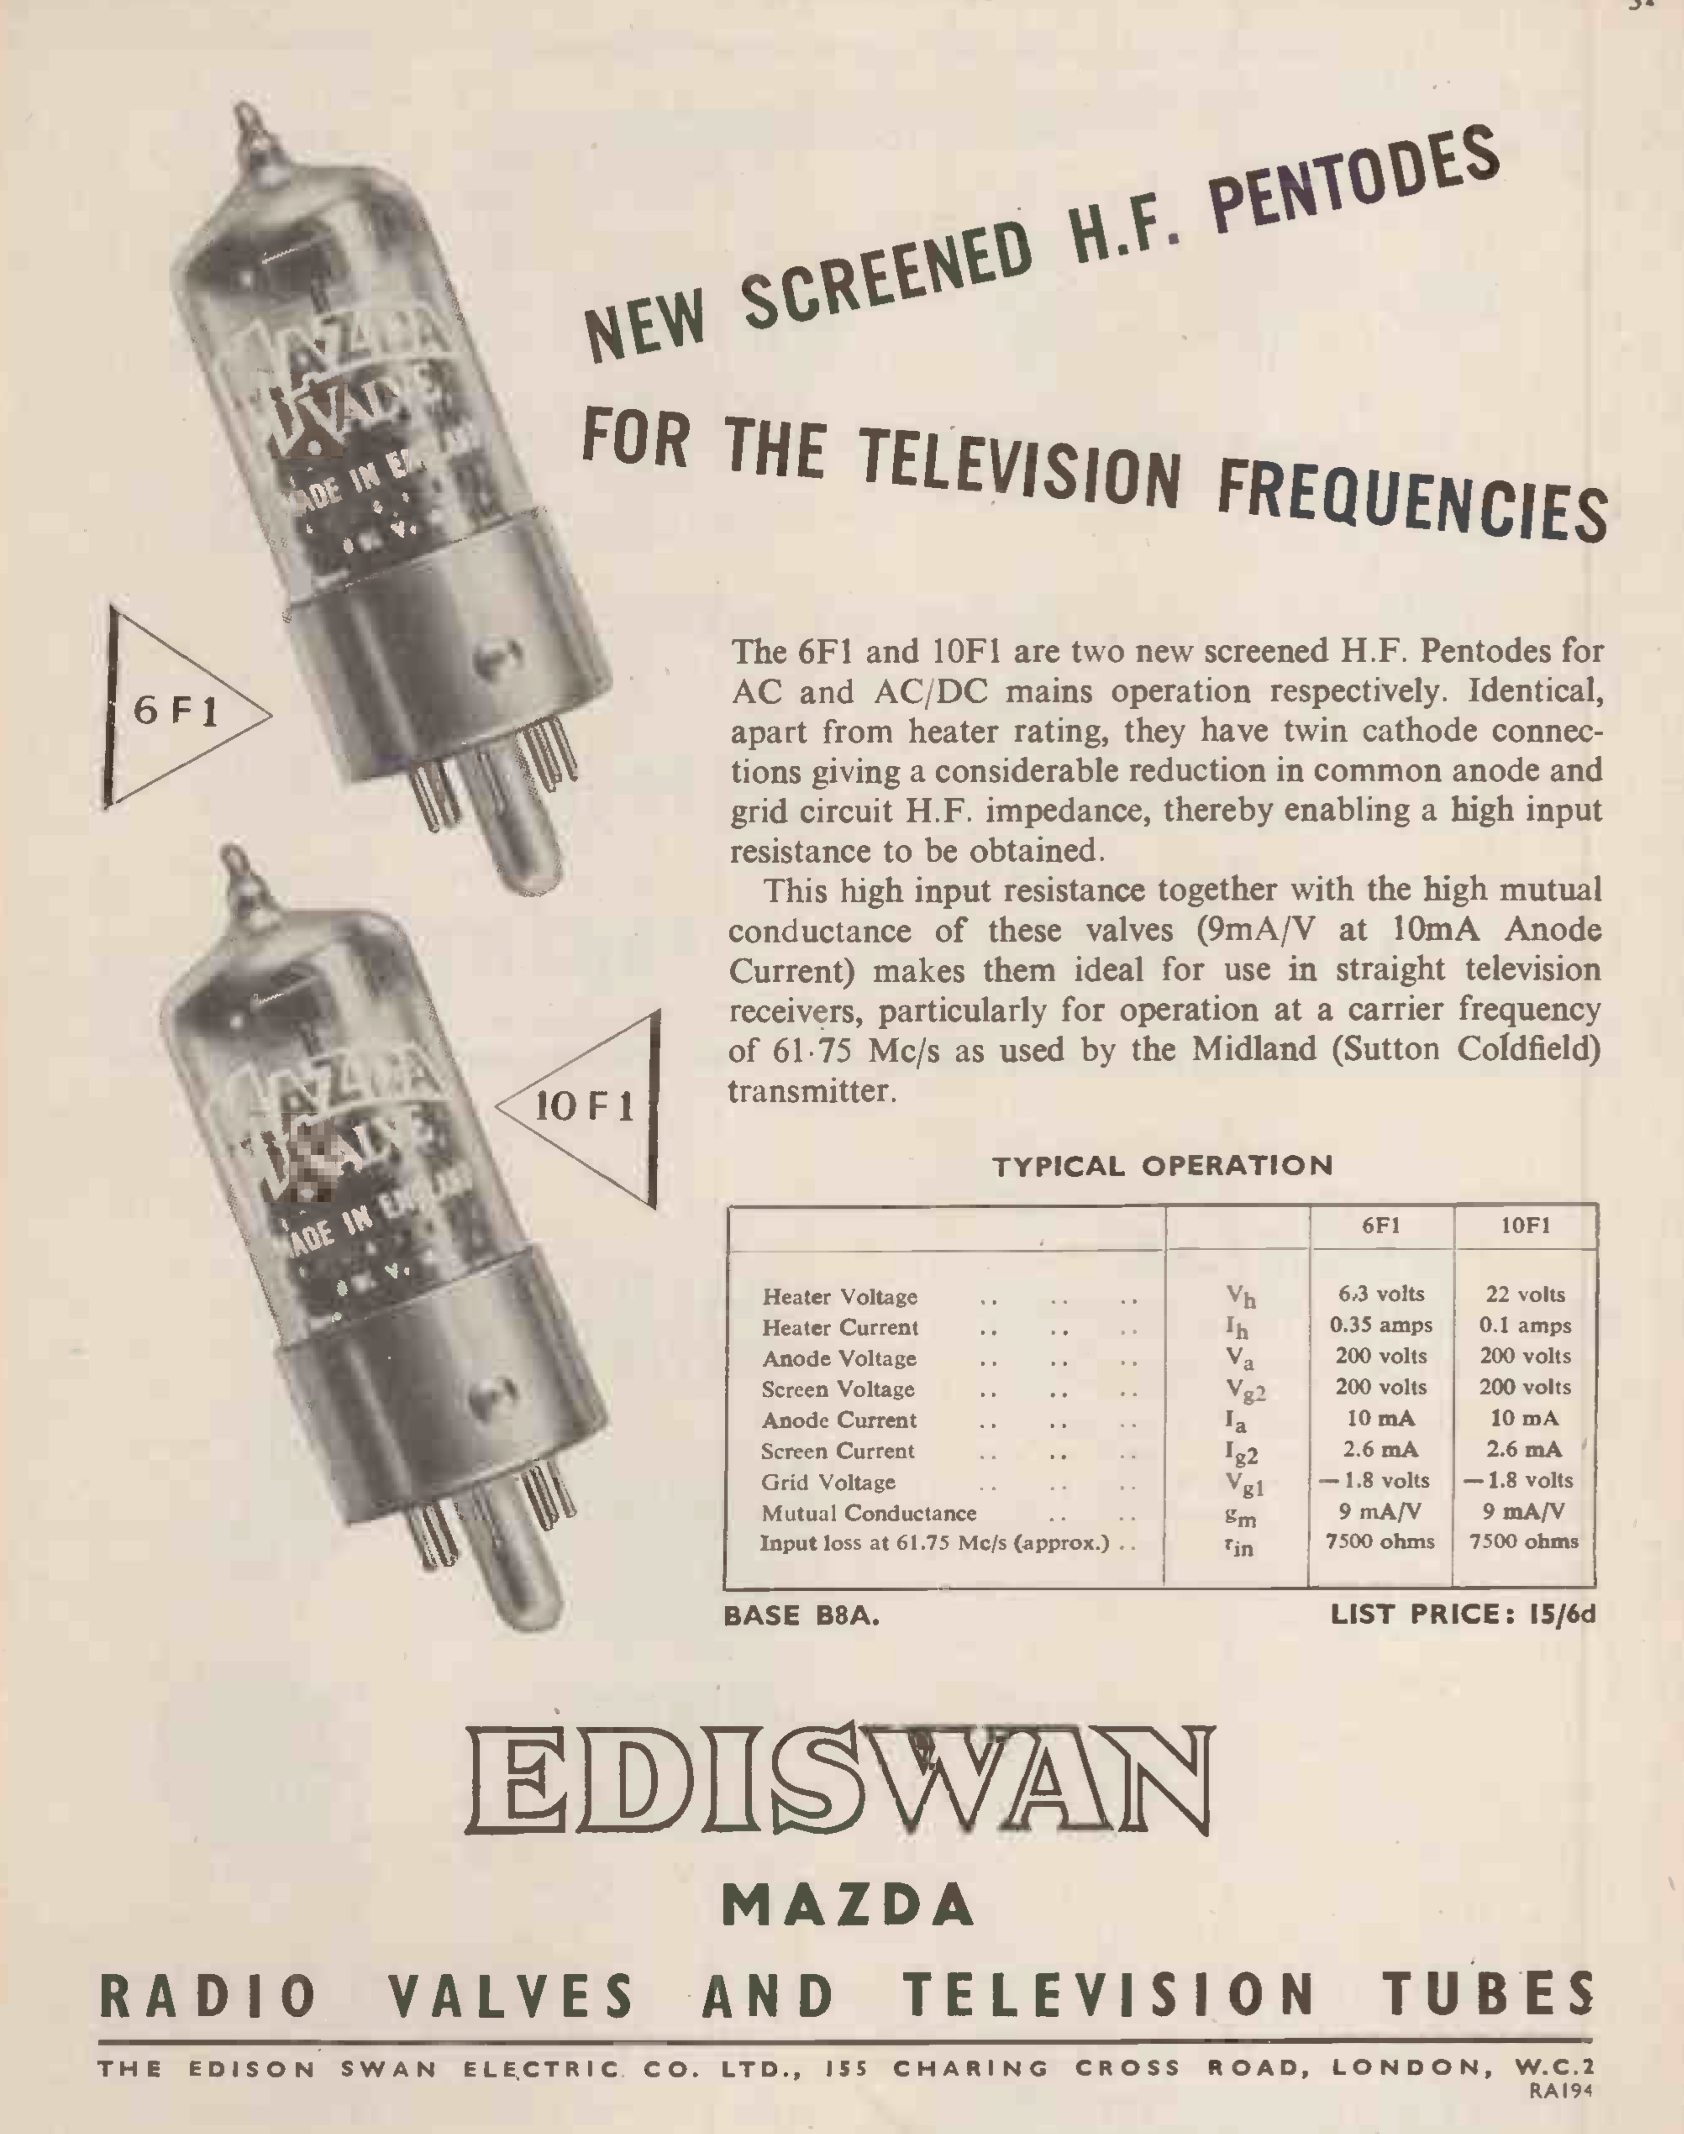 NEW SCREENED H.F. PENTODES
FOR THE TELEVISION FREQUENCIES
MAZDA
VALVE
MADE IN
6F1
MAZDA
VALVE
MADE IN
10F1
The 6F1 and 10F1 are two new screened H.F. Pentodes for
AC and AC/DC mains operation respectively. Identical,
apart from heater rating, they have twin cathode connec-
tions giving a considerable reduction in common anode and
grid circuit H.F. impedance, thereby enabling a high input
resistance to be obtained.
This high input resistance together with the high mutual
conductance of these valves (9mA/V at 10mA Anode
Current) makes them ideal for use in straight television
receivers, particularly for operation at a carrier frequency
of 61·75 Mc/s as used by the Midland (Sutton Coldfield)
transmitter.
TYPICAL OPERATION
6F1 10F1
Heater Voltage .. .. .. Vh 6.3 volts 22 volts
Heater Current .. .. .. Ih 0.35 amps 0.1 amps
Anode Voltage .. .. .. Va 200 volts 200 volts
Screen Voltage .. .. .. Vg2 200 volts 200 volts
Anode Current .. .. .. Ia 10 mA 10 mA
Screen Current .. .. .. Ig2 2.6 mA 2.6 mA
Grid Voltage .. .. .. Vg1 —1.8 volts —1.8 volts
Mutual Conductance .. .. gm 9 mA/V 9 mA/V
Input loss at 61.75 Mc/s (approx.) .. rin 7500 ohms 7500 ohms
BASE B8A. LIST PRICE: 15/6d
EDISWAN
MAZDA
RADIO VALVES AND TELEVISION TUBES
THE EDISON SWAN ELECTRIC CO. LTD., 155 CHARING CROSS ROAD, LONDON, W.C.2
RA194